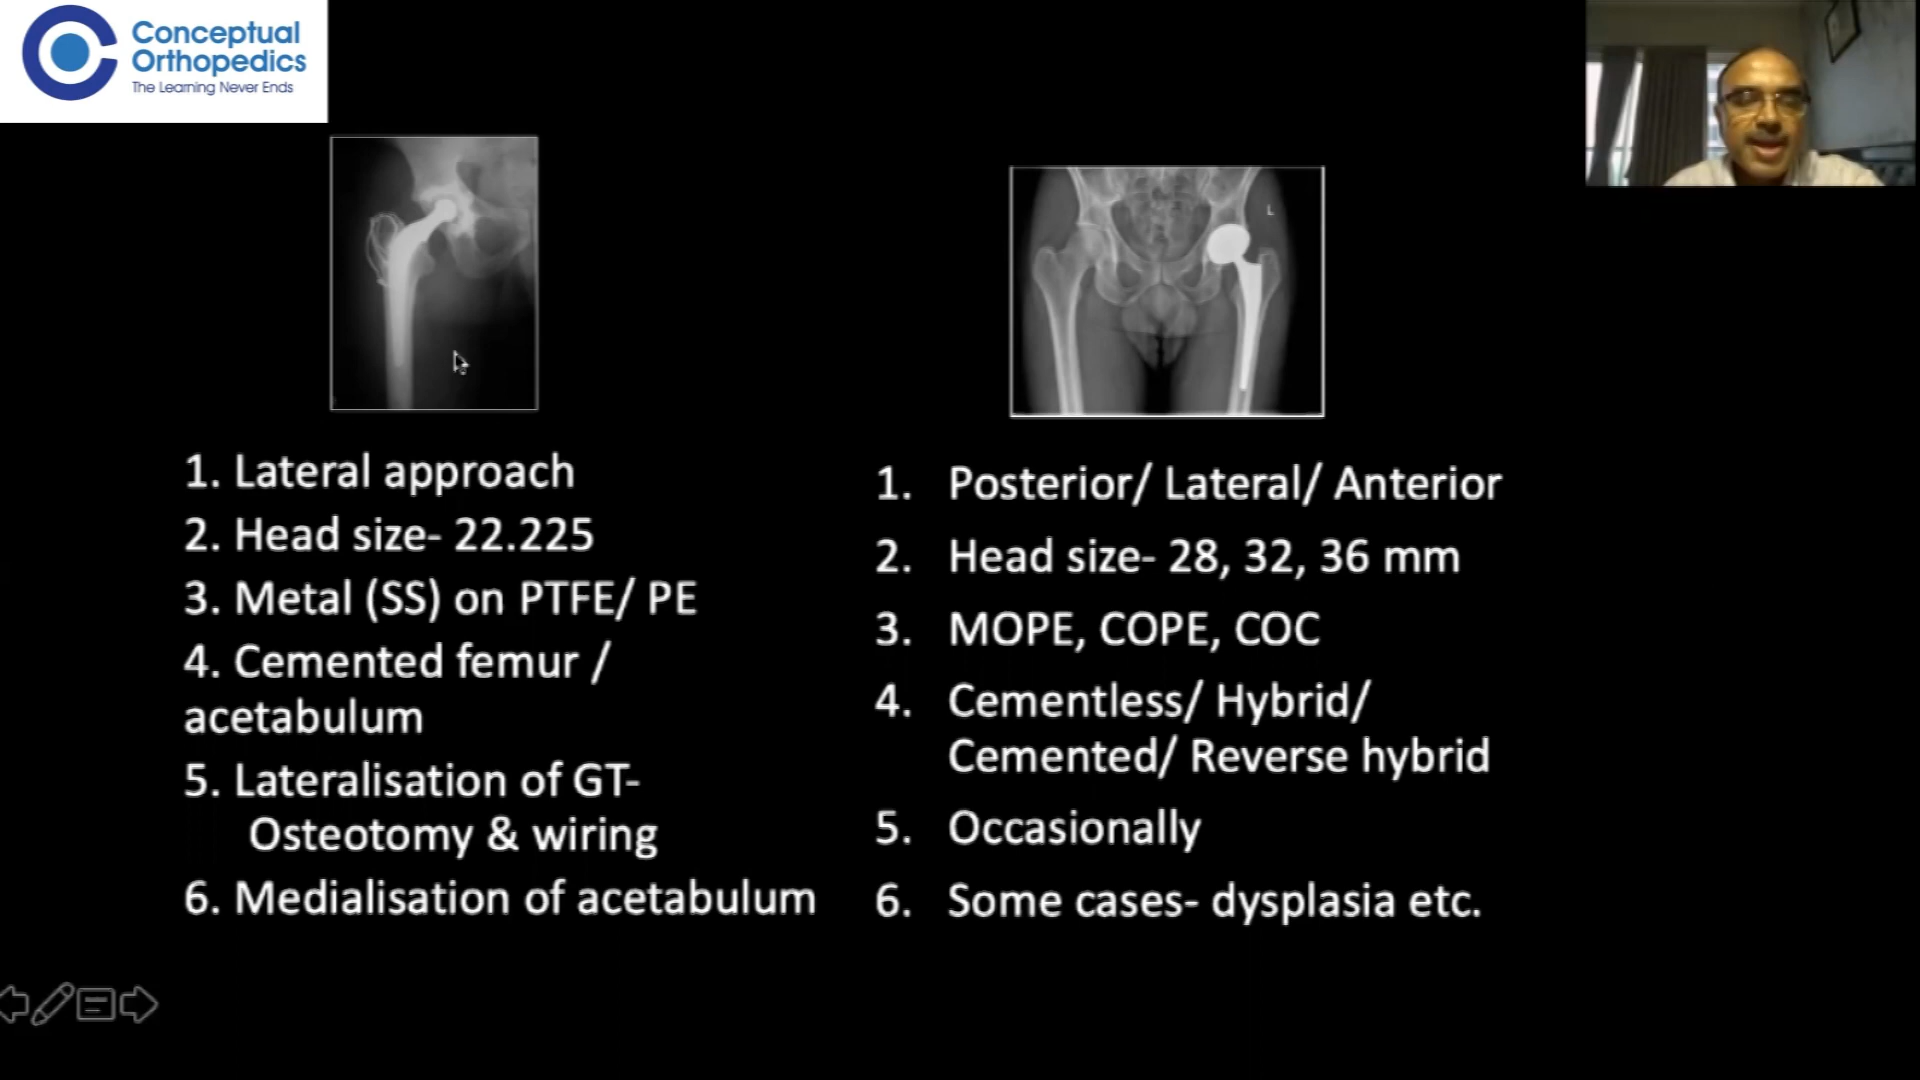 Conceptual
Orthopedics
The Learning Never Ends
L
1. Lateral approach
2. Head size- 22.225
3. Metal (SS) on PTFE/ PE
4. Cemented femur /
acetabulum
5. Lateralisation of GT-
Osteotomy & wiring
6. Medialisation of acetabulum
1. Posterior/ Lateral/ Anterior
2. Head size- 28, 32, 36 mm
3. MOPE, COPE, COC
4. Cementless/ Hybrid/
Cemented/ Reverse hybrid
5. Occasionally
6. Some cases- dysplasia etc.